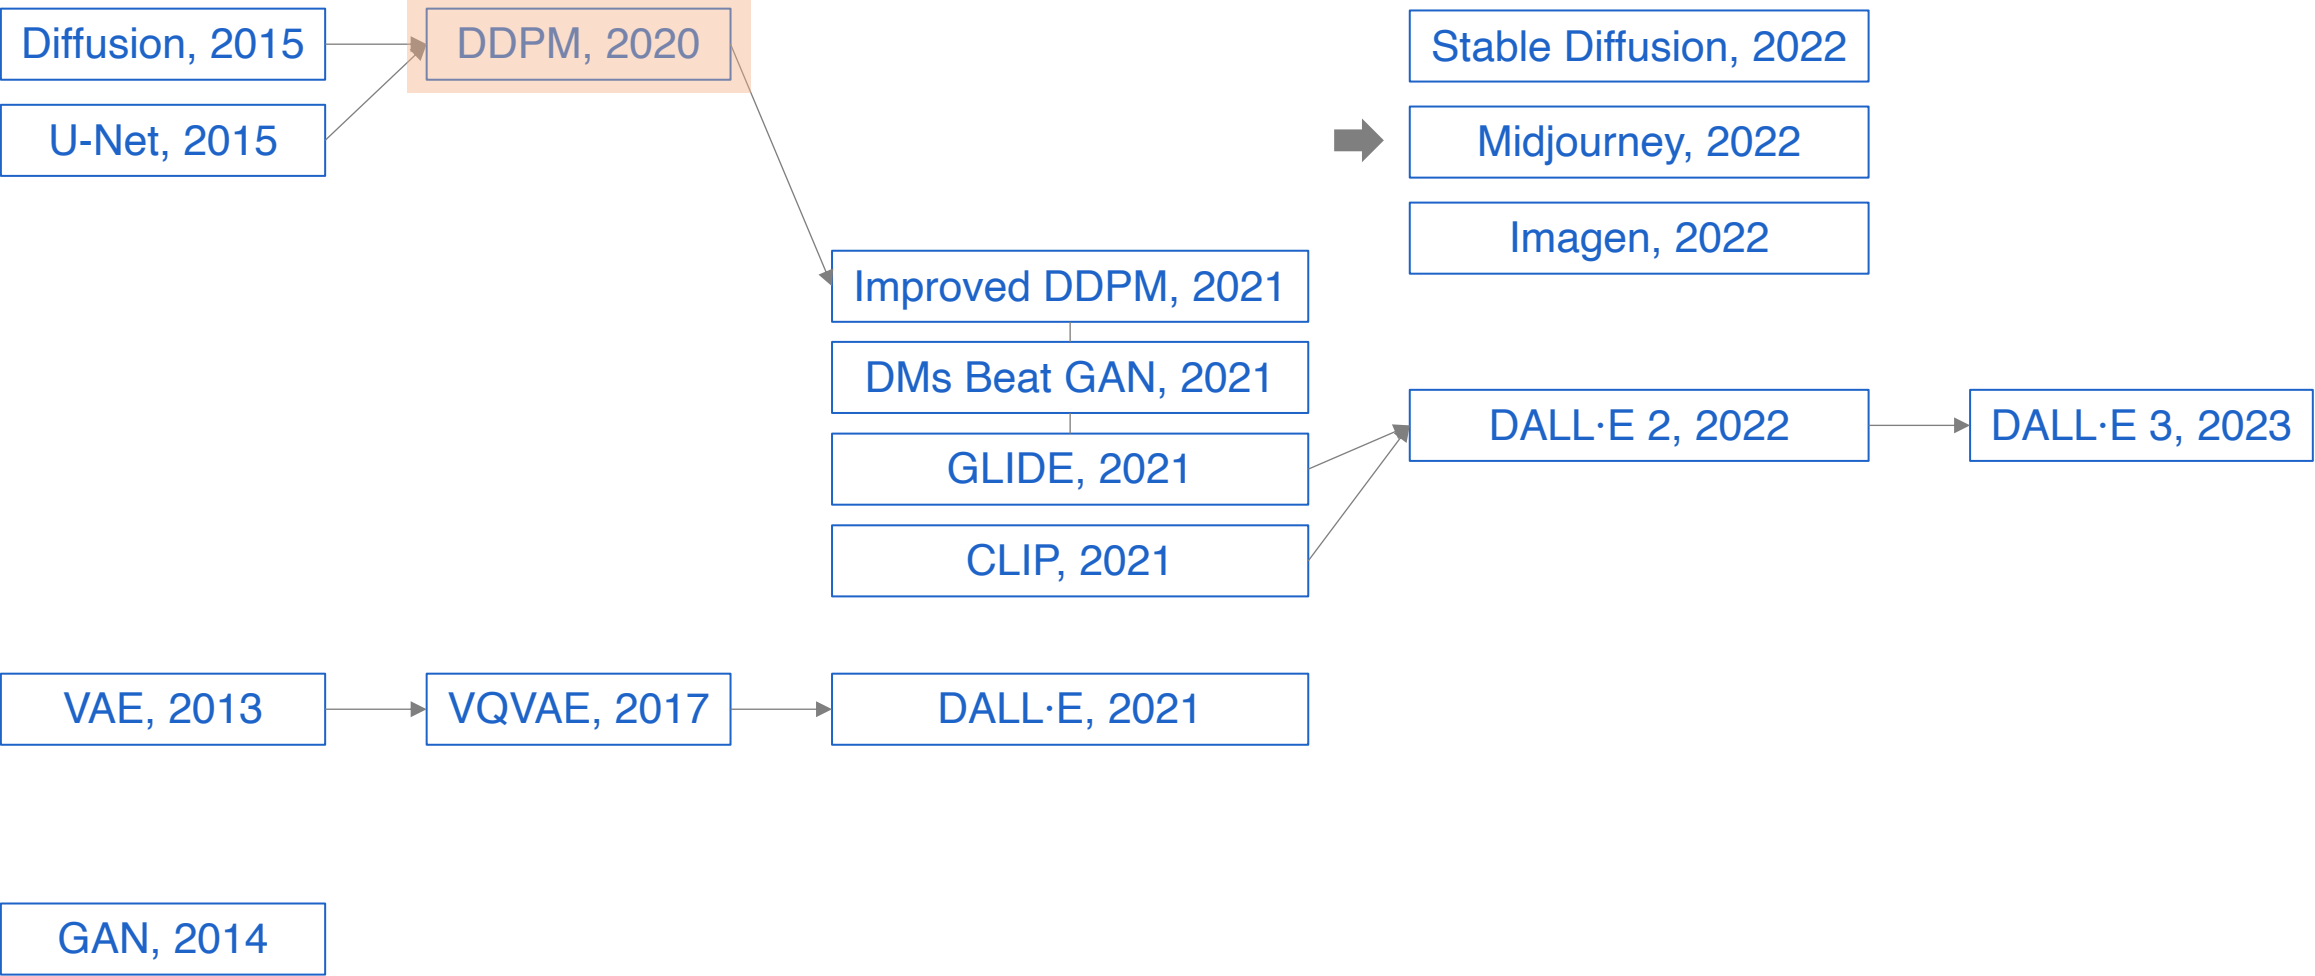 Diffusion, 2015
U-Net, 2015
DDPM, 2020
Stable Diffusion, 2022
Midjourney, 2022
Imagen, 2022
Improved DDPM, 2021
DMs Beat GAN, 2021
GLIDE, 2021
CLIP, 2021
DALL·E 2, 2022
DALL·E 3, 2023
VAE, 2013
VQVAE, 2017
DALL·E, 2021
GAN, 2014